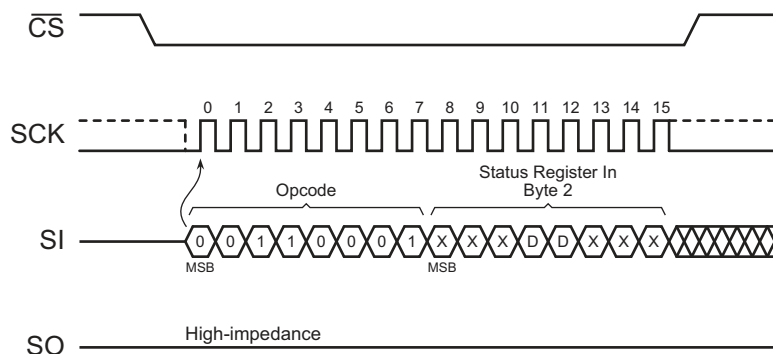 CS
0 1 2 3 4 5 6 7 8 9 10 11 12 13 14 15
SCK
Status Register In
Opcode Byte 2
SI 0 0 1 1 0 0 0 1 X X X D D X X X
MSB MSB
High-impedance
SO